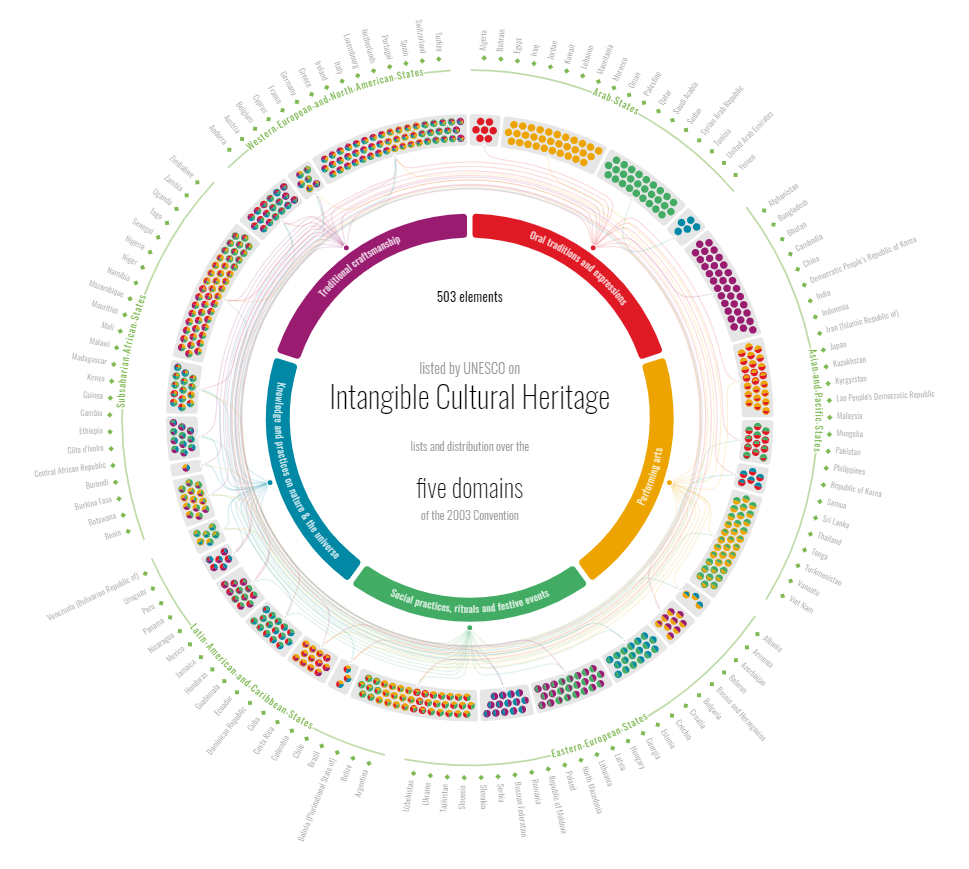 503 elements
listed by UNESCO on
Intangible Cultural Heritage
lists and distribution over the
five domains
of the 2003 Convention
Oral traditions and expressions
Performing arts
Social practices, rituals and festive events
Knowledge and practices on nature & the universe
Traditional craftsmanship
Arab-States
Algeria
Bahrain
Egypt
Iraq
Jordan
Kuwait
Lebanon
Mauritania
Morocco
Oman
Palestine
Qatar
Saudi Arabia
Sudan
Syrian Arab Republic
Tunisia
United Arab Emirates
Yemen
Asian-and-Pacific-States
Afghanistan
Bangladesh
Bhutan
Cambodia
China
Democratic People's Republic of Korea
India
Indonesia
Iran (Islamic Republic of)
Japan
Kazakhstan
Kyrgyzstan
Lao People's Democratic Republic
Malaysia
Mongolia
Pakistan
Philippines
Republic of Korea
Samoa
Sri Lanka
Thailand
Tonga
Turkmenistan
Vanuatu
Viet Nam
Eastern-European-States
Albania
Armenia
Azerbaijan
Belarus
Bosnia and Herzegovina
Bulgaria
Croatia
Czechia
Estonia
Georgia
Hungary
Latvia
Lithuania
North Macedonia
Poland
Republic of Moldova
Romania
Russian Federation
Serbia
Slovakia
Slovenia
Tajikistan
Ukraine
Uzbekistan
Latin-American-and-Caribbean-States
Argentina
Belize
Bolivia (Plurinational State of)
Brazil
Chile
Colombia
Costa Rica
Cuba
Dominican Republic
Ecuador
Guatemala
Honduras
Jamaica
Mexico
Nicaragua
Panama
Peru
Uruguay
Venezuela (Bolivarian Republic of)
Subsaharian-African-States
Benin
Botswana
Burkina Faso
Burundi
Central African Republic
Côte d'Ivoire
Ethiopia
Gambia
Guinea
Kenya
Madagascar
Malawi
Mali
Mauritius
Mozambique
Namibia
Niger
Nigeria
Senegal
Togo
Uganda
Zambia
Zimbabwe
Western-European-and-North-American-States
Andorra
Austria
Belgium
Cyprus
France
Germany
Greece
Ireland
Italy
Luxembourg
Netherlands
Portugal
Spain
Switzerland
Turkey